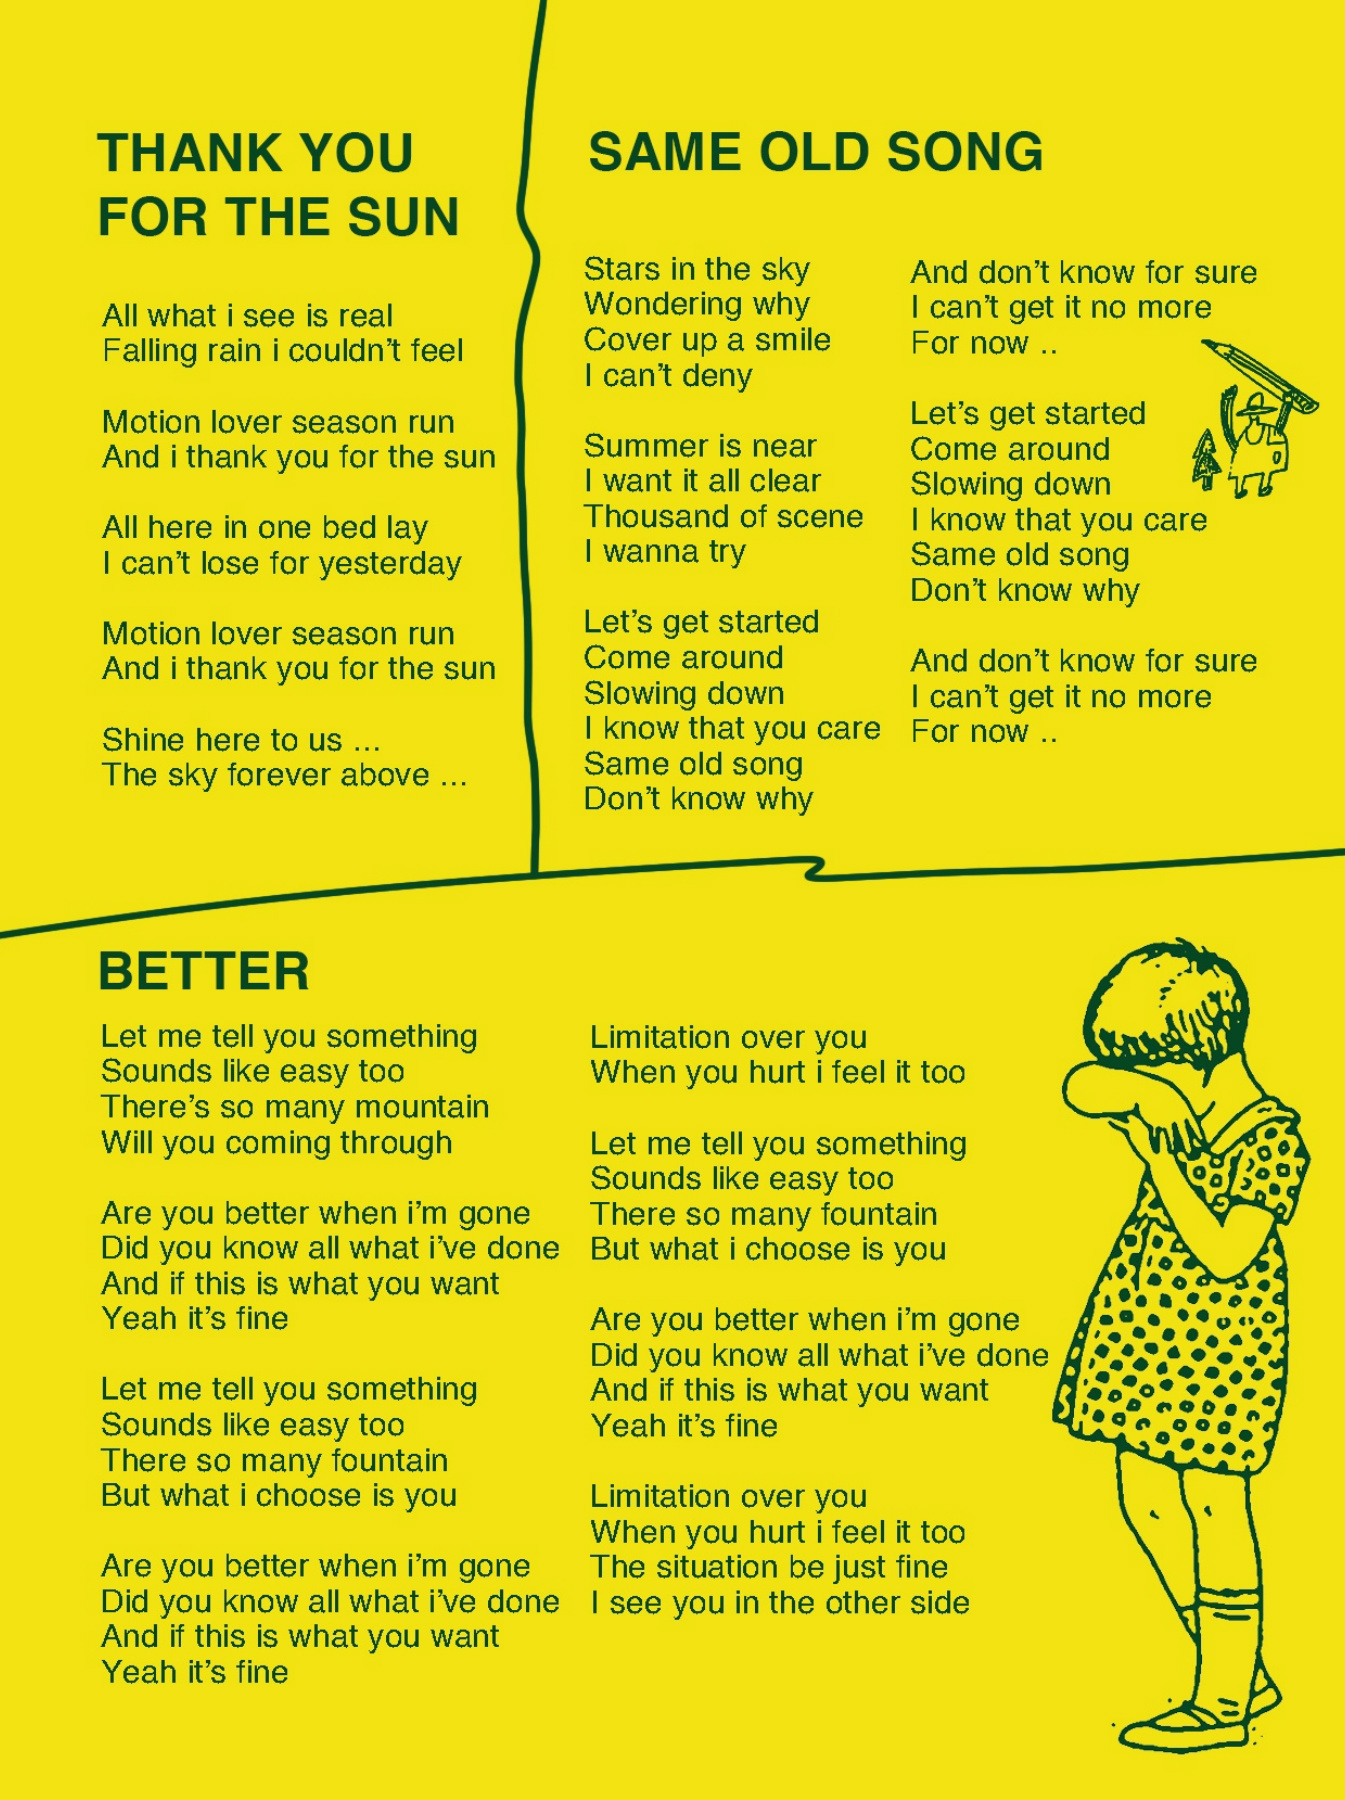 THANK YOU
FOR THE SUN
All what i see is real
Falling rain i couldn't feel
Motion lover season run
And i thank you for the sun
All here in one bed lay
I can't lose for yesterday
Motion lover season run
And i thank you for the sun
Shine here to us ...
The sky forever above ...
SAME OLD SONG
Stars in the sky
Wondering why
Cover up a smile
I can't deny
Summer is near
I want it all clear
Thousand of scene
I wanna try
Let's get started
Come around
Slowing down
I know that you care
Same old song
Don't know why
And don't know for sure
I can't get it no more
For now ..
Let's get started
Come around
Slowing down
I know that you care
Same old song
Don't know why
And don't know for sure
I can't get it no more
For now ..
BETTER
Let me tell you something
Sounds like easy too
There's so many mountain
Will you coming through
Are you better when i'm gone
Did you know all what i've done
And if this is what you want
Yeah it's fine
Let me tell you something
Sounds like easy too
There so many fountain
But what i choose is you
Are you better when i'm gone
Did you know all what i've done
And if this is what you want
Yeah it's fine
Limitation over you
When you hurt i feel it too
Let me tell you something
Sounds like easy too
There so many fountain
But what i choose is you
Are you better when i'm gone
Did you know all what i've done
And if this is what you want
Yeah it's fine
Limitation over you
When you hurt i feel it too
The situation be just fine
I see you in the other side